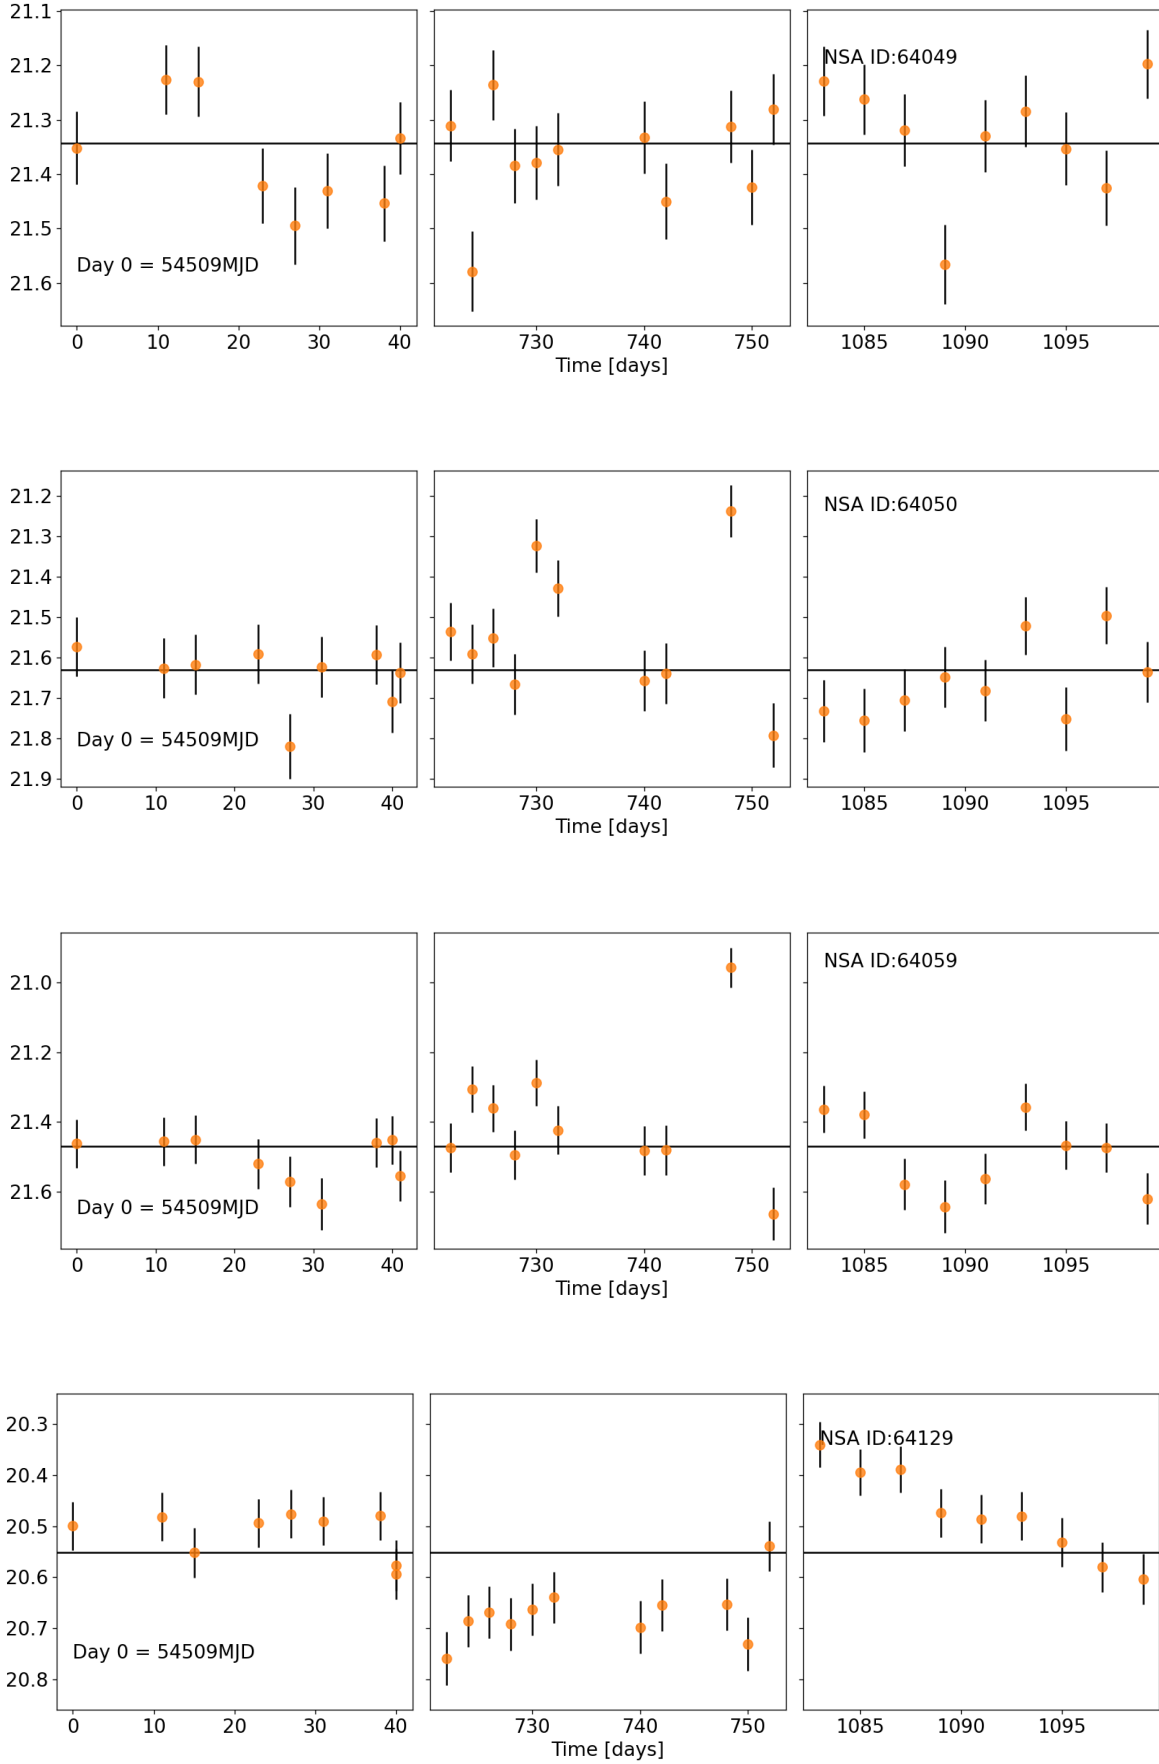 21.1
21.2
21.3
21.4
21.5
21.6
NSA ID:64049
Day 0 = 54509MJD
0 10 20 30 40 730 740 750 1085 1090 1095
Time [days]
21.2
21.3
21.4
21.5
21.6
21.7
21.8
21.9
NSA ID:64050
Day 0 = 54509MJD
0 10 20 30 40 730 740 750 1085 1090 1095
Time [days]
21.0
21.2
21.4
21.6
NSA ID:64059
Day 0 = 54509MJD
0 10 20 30 40 730 740 750 1085 1090 1095
Time [days]
20.3
20.4
20.5
20.6
20.7
20.8
NSA ID:64129
Day 0 = 54509MJD
0 10 20 30 40 730 740 750 1085 1090 1095
Time [days]